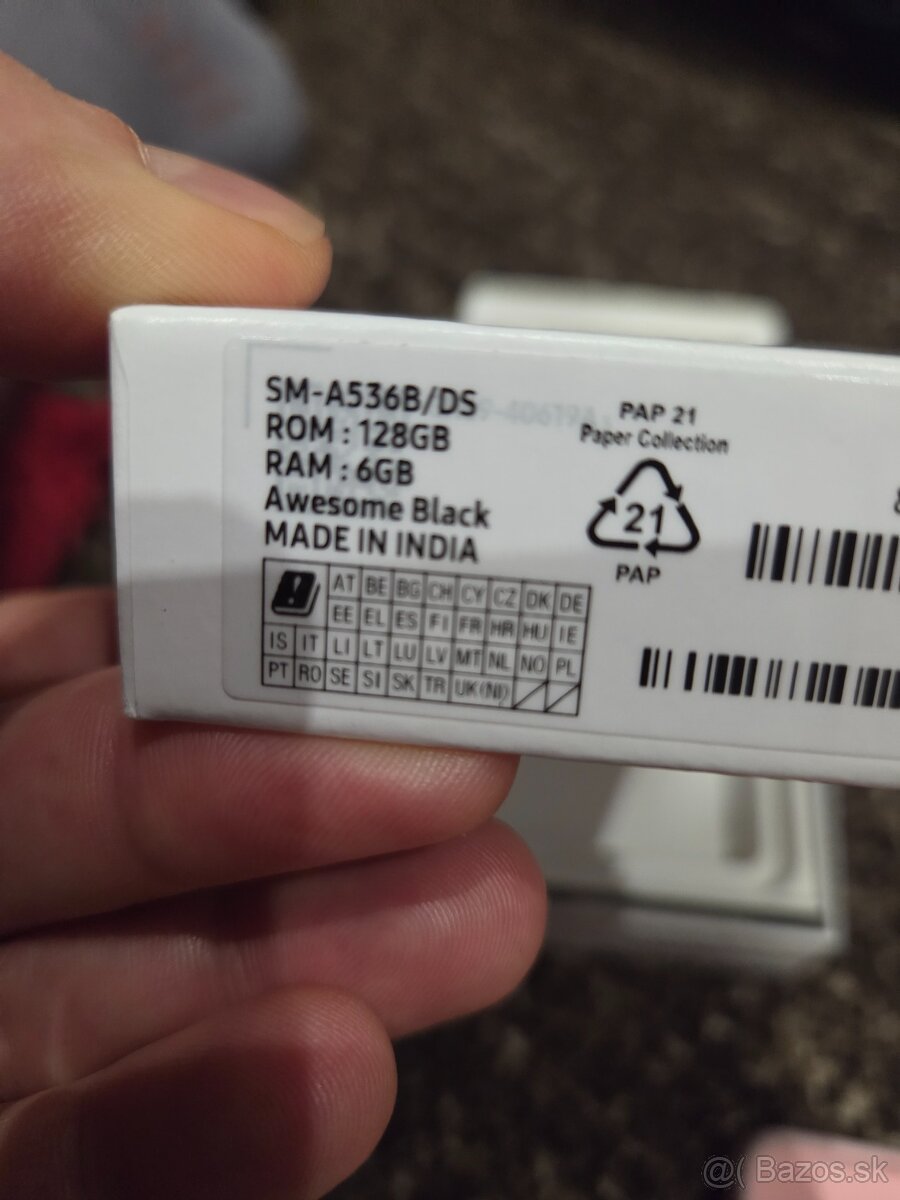 SM-A536B/DS
ROM : 128GB
RAM : 6GB
Awesome Black
MADE IN INDIA
PAP 21
Paper Collection
21
PAP
AT BE BG CH CY CZ DK DE
EE EL ES FI FR HR HU IE
IS IT LI LT LU LV MT NL NO PL
PT RO SE SI SK TR UK(NI)
@( Bazos.sk